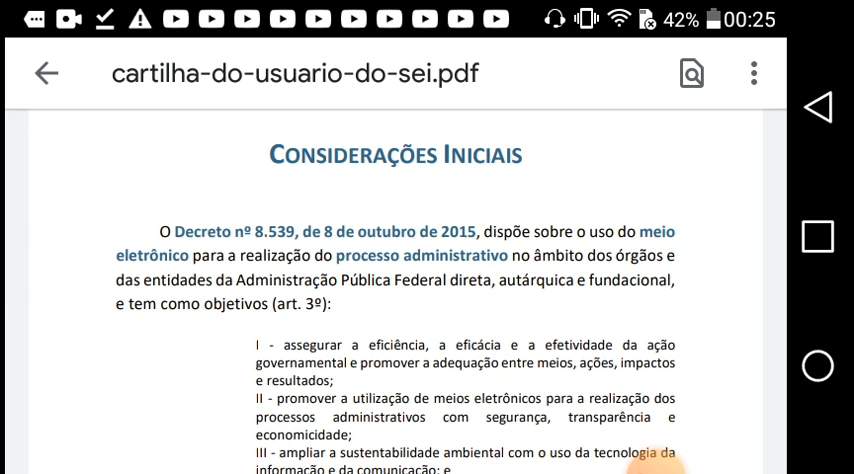 42% 00:25
cartilha-do-usuario-do-sei.pdf
CONSIDERAÇÕES INICIAIS
O Decreto nº 8.539, de 8 de outubro de 2015, dispõe sobre o uso do meio
eletrônico para a realização do processo administrativo no âmbito dos órgãos e
das entidades da Administração Pública Federal direta, autárquica e fundacional,
e tem como objetivos (art. 3º):
I - assegurar a eficiência, a eficácia e a efetividade da ação
governamental e promover a adequação entre meios, ações, impactos
e resultados;
II - promover a utilização de meios eletrônicos para a realização dos
processos administrativos com segurança, transparência e
economicidade;
III - ampliar a sustentabilidade ambiental com o uso da tecnologia da
informação e da comunicação; e